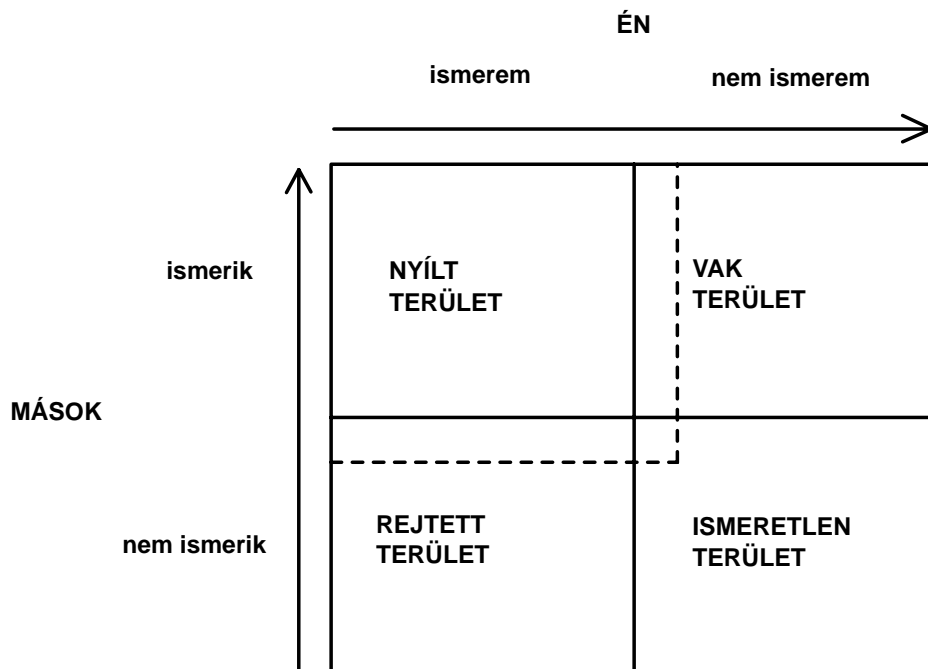 ÉN
ismerem nem ismerem
ismerik
NYÍLT
TERÜLET
VAK
TERÜLET
MÁSOK
nem ismerik
REJTETT
TERÜLET
ISMERETLEN
TERÜLET